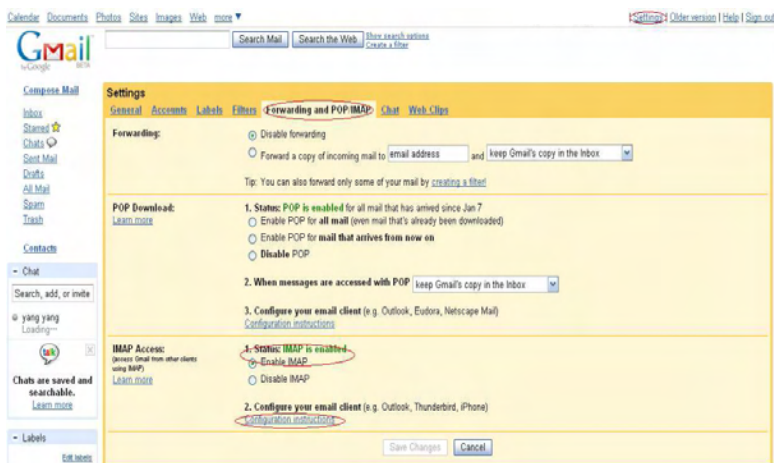 Calendar Documents Photos Sites Images Web more ▼
Settings | Older version | Help | Sign out
Gmail
by Google BETA
Search Mail Search the Web Show search options
Create a filter
Compose Mail
Inbox
Starred
Chats
Sent Mail
Drafts
All Mail
Spam
Trash
Contacts
- Chat
Search, add, or invite
yang yang
Loading...
talk
Chats are saved and
searchable.
Learn more
- Labels
Edit labels
Settings
General Accounts Labels Filters Forwarding and POP/IMAP Chat Web Clips
Forwarding:
Disable forwarding
Forward a copy of incoming mail to email address and keep Gmail's copy in the Inbox
Tip: You can also forward only some of your mail by creating a filter!
POP Download:
Learn more
1. Status: POP is enabled for all mail that has arrived since Jan 7
Enable POP for all mail (even mail that's already been downloaded)
Enable POP for mail that arrives from now on
Disable POP
2. When messages are accessed with POP keep Gmail's copy in the Inbox
3. Configure your email client (e.g. Outlook, Eudora, Netscape Mail)
Configuration instructions
IMAP Access:
(access Gmail from other clients
using IMAP)
Learn more
1. Status: IMAP is enabled
Enable IMAP
Disable IMAP
2. Configure your email client (e.g. Outlook, Thunderbird, iPhone)
Configuration instructions
Save Changes Cancel